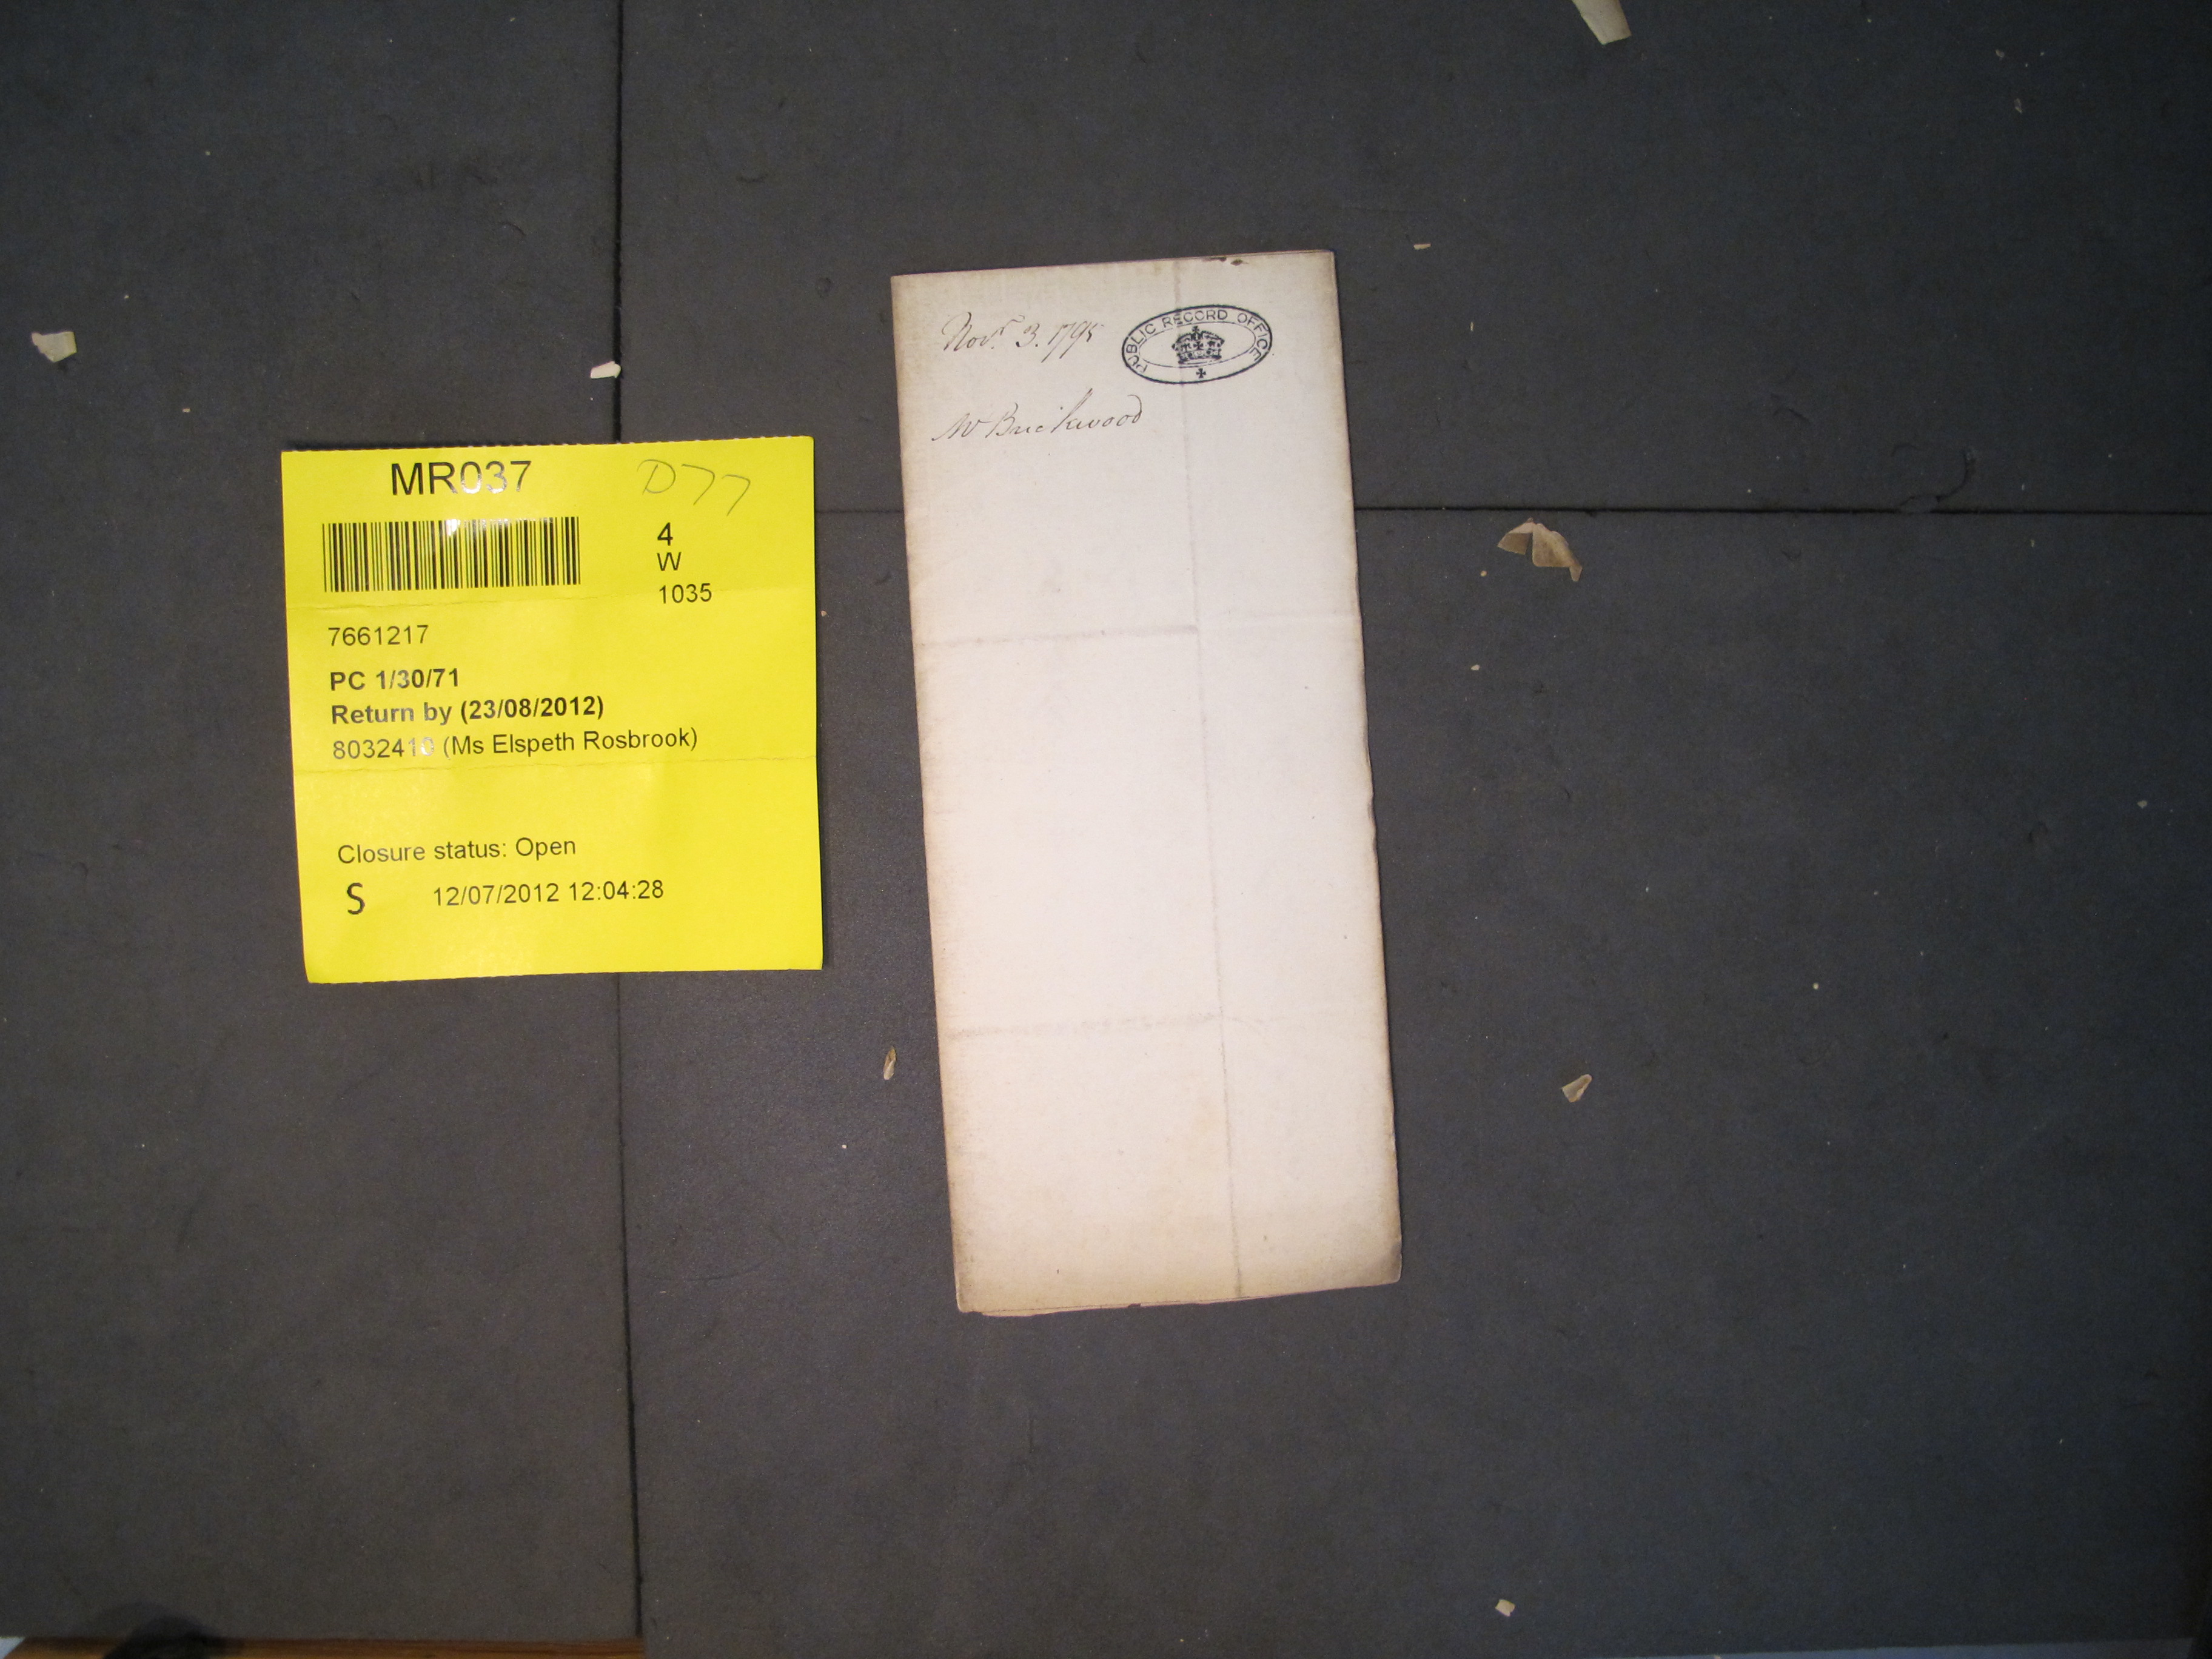 MR037 D77
4
W
1035
7661217
PC 1/30/71
Return by (23/08/2012)
8032410 (Ms Elspeth Rosbrook)
Closure status: Open
S 12/07/2012 12:04:28
Novr. 3. 1795
PUBLIC RECORD OFFICE
Mr Brickwood